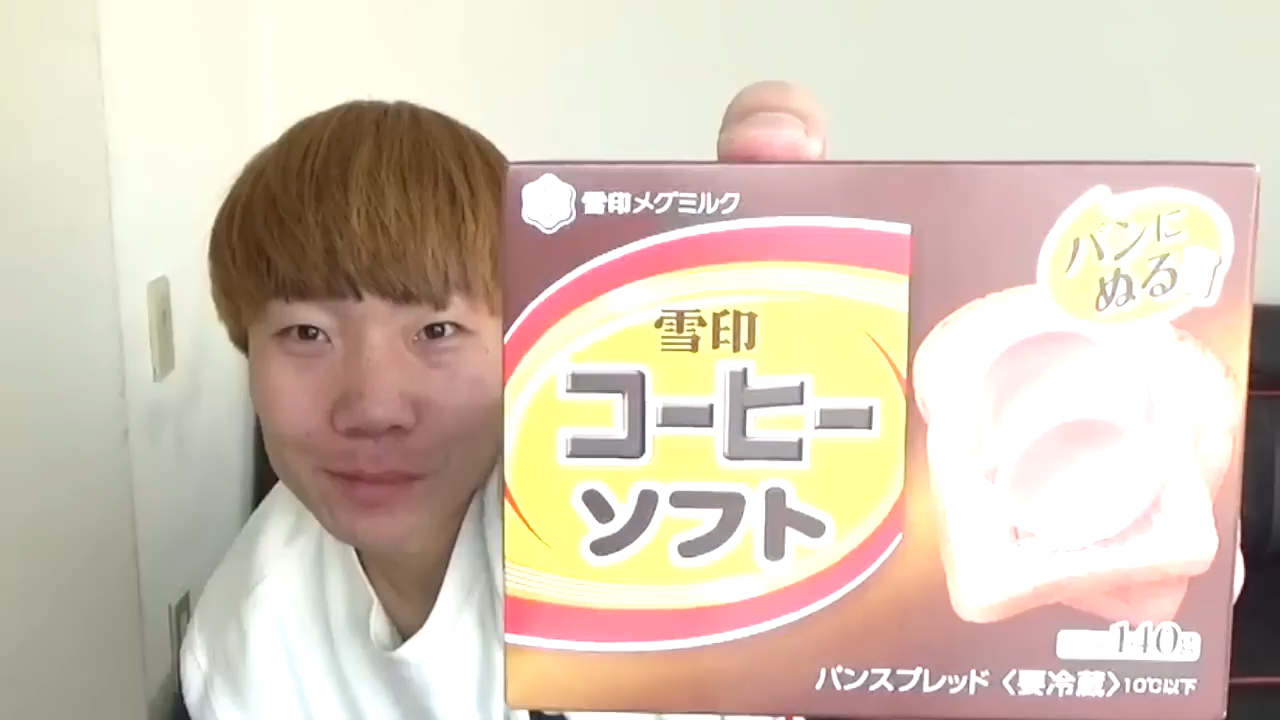 雪印メグミルク
パンに
ぬる
雪印
コーヒー
ソフト
140g
パンスプレッド〈要冷蔵〉10℃以下